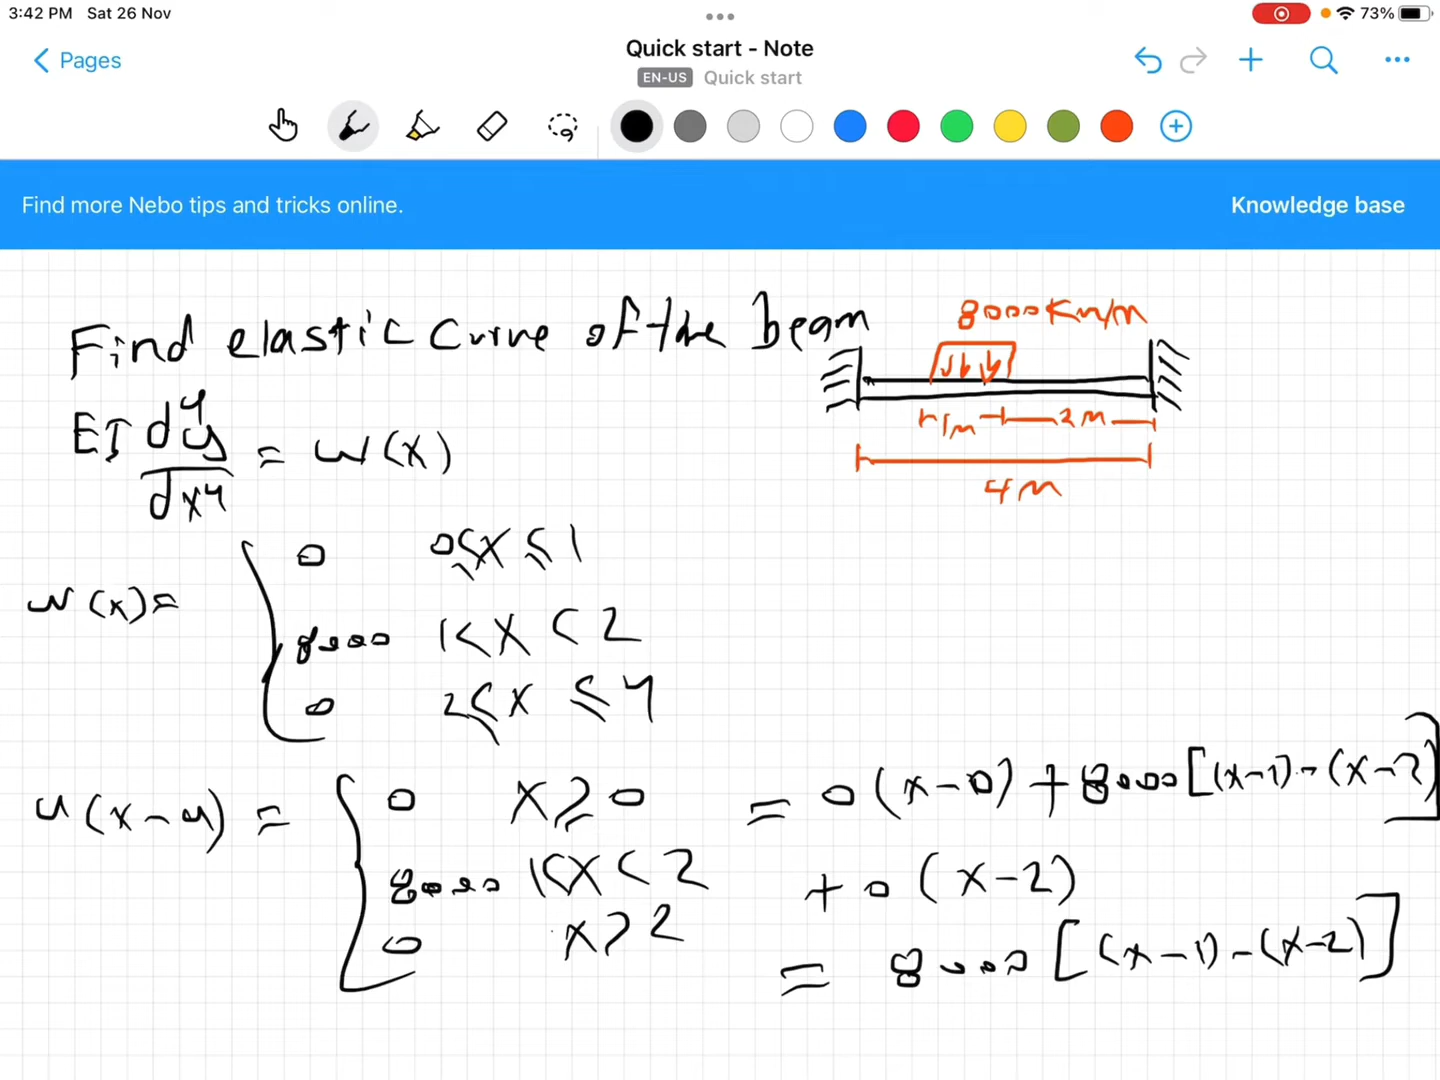 3:42 PM Sat 26 Nov
73%
Pages
Quick start - Note
EN-US Quick start
Find more Nebo tips and tricks online.
Knowledge base
Find elastic Curve of the beam
8000 KN/m
1m 2m
4m
EI d⁴y/dx⁴ = W(x)
W(x) =
0 0≤x≤1
8000 1<x<2
0 2≤x≤4
u(x-a) =
0 x≥0
8000 1<x<2
0 x>2
= 0(x-0) + 8000[(x-1)-(x-2)]
+ 0(x-2)
= 8000[(x-1)-(x-2)]